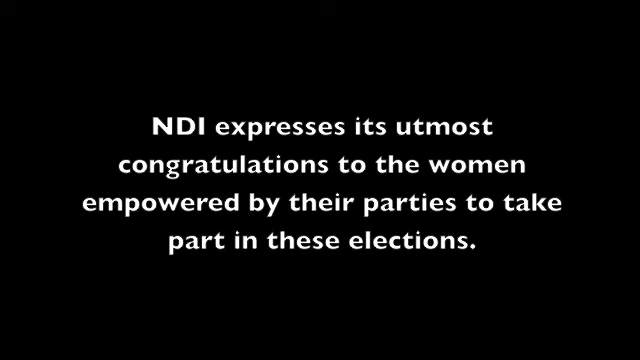 NDI expresses its utmost
congratulations to the women
empowered by their parties to take
part in these elections.